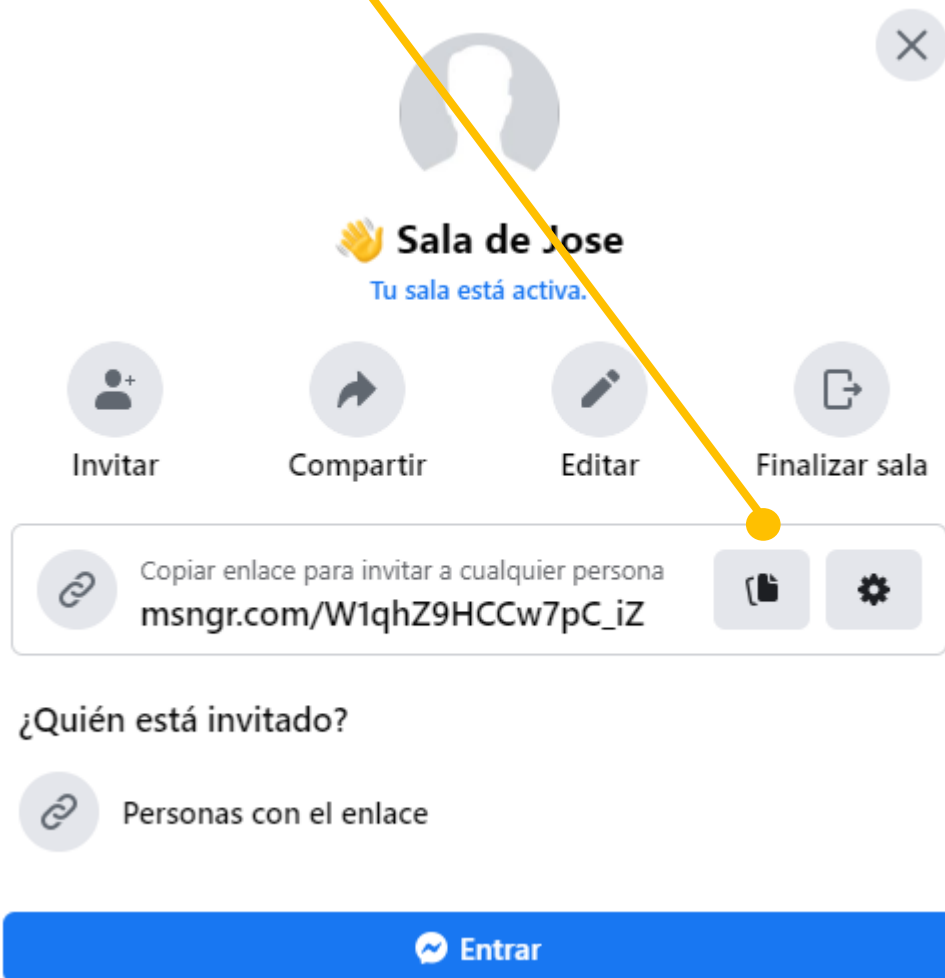 👋 Sala de Jose
Tu sala está activa.
Invitar
Compartir
Editar
Finalizar sala
Copiar enlace para invitar a cualquier persona
msngr.com/W1qhZ9HCCw7pC_iZ
¿Quién está invitado?
Personas con el enlace
Entrar